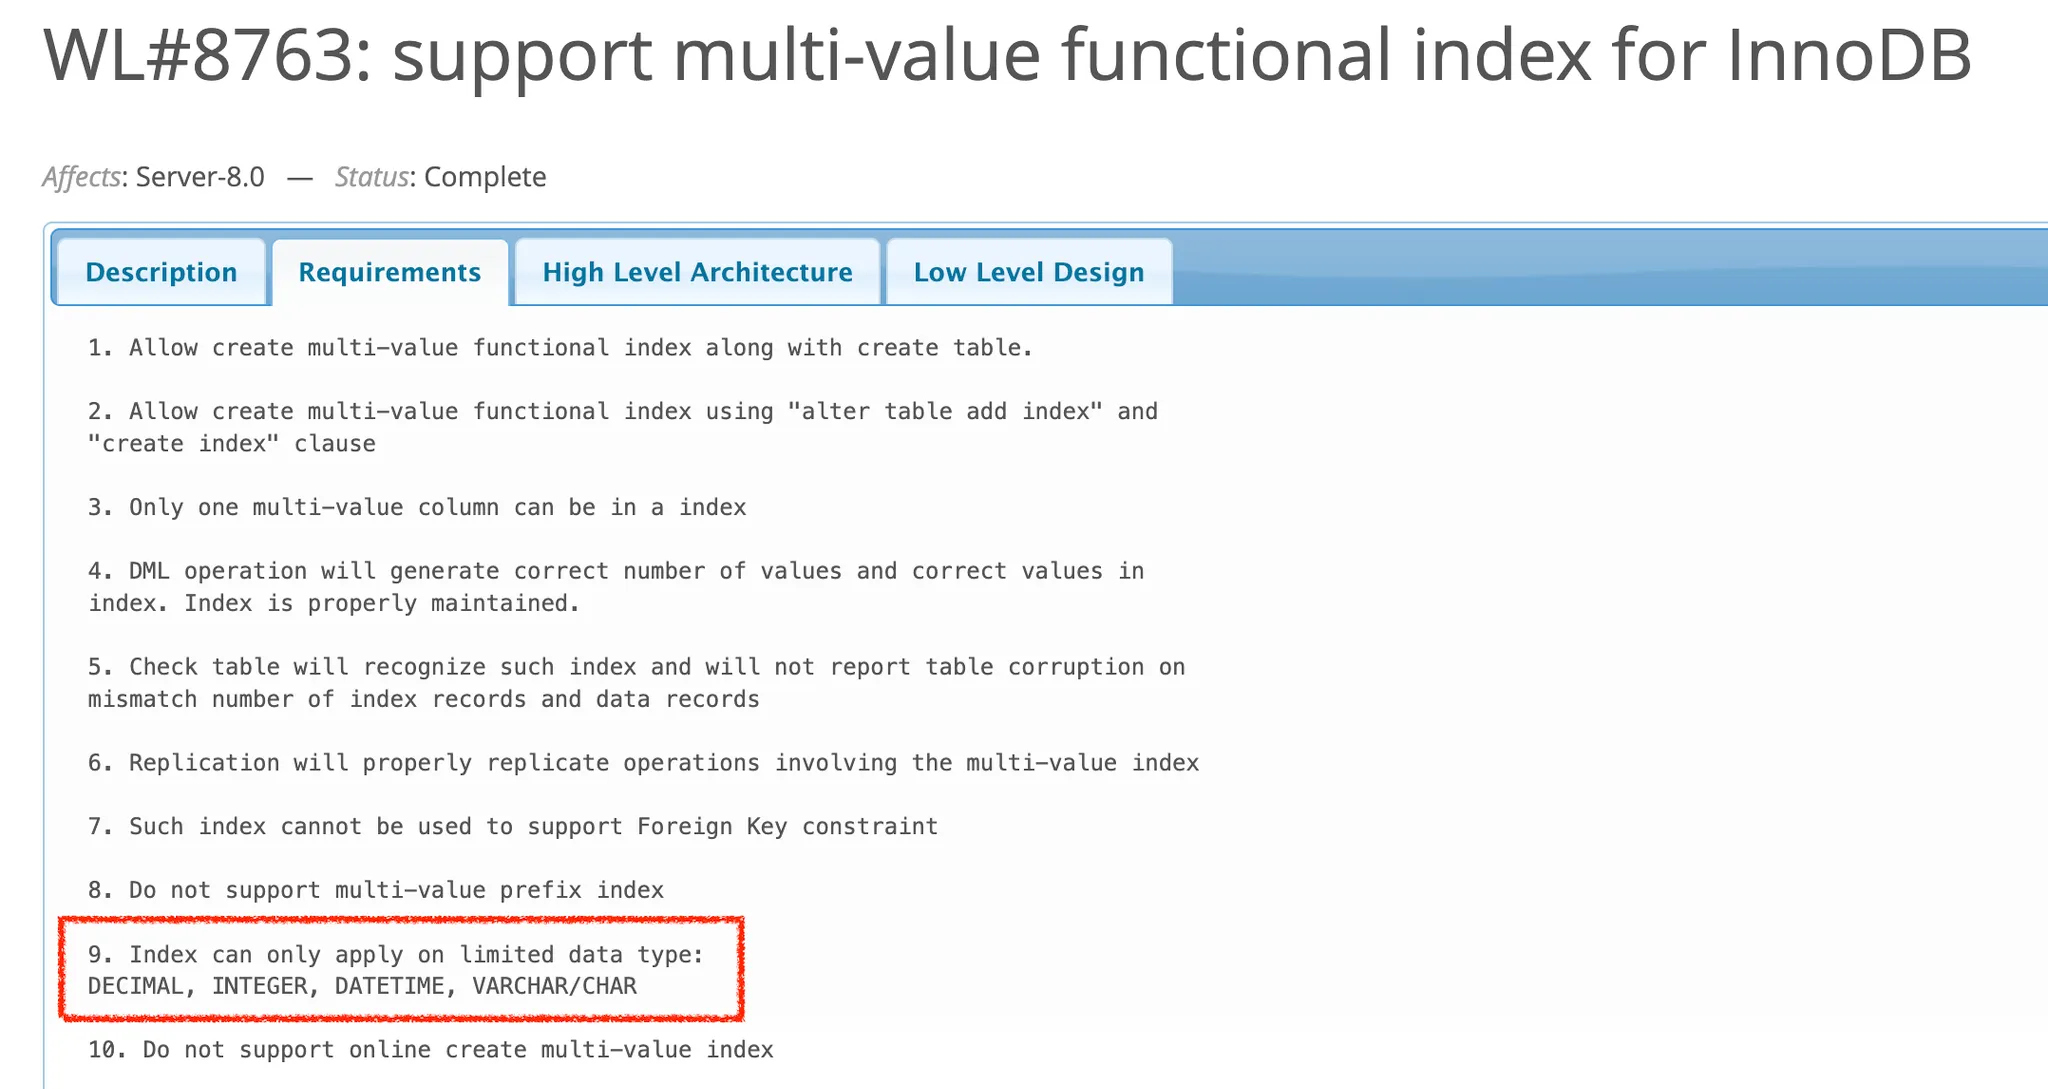 WL#8763: support multi-value functional index for InnoDB
Affects: Server-8.0 — Status: Complete
Description Requirements High Level Architecture Low Level Design
1. Allow create multi-value functional index along with create table.
2. Allow create multi-value functional index using "alter table add index" and
"create index" clause
3. Only one multi-value column can be in a index
4. DML operation will generate correct number of values and correct values in
index. Index is properly maintained.
5. Check table will recognize such index and will not report table corruption on
mismatch number of index records and data records
6. Replication will properly replicate operations involving the multi-value index
7. Such index cannot be used to support Foreign Key constraint
8. Do not support multi-value prefix index
9. Index can only apply on limited data type:
DECIMAL, INTEGER, DATETIME, VARCHAR/CHAR
10. Do not support online create multi-value index